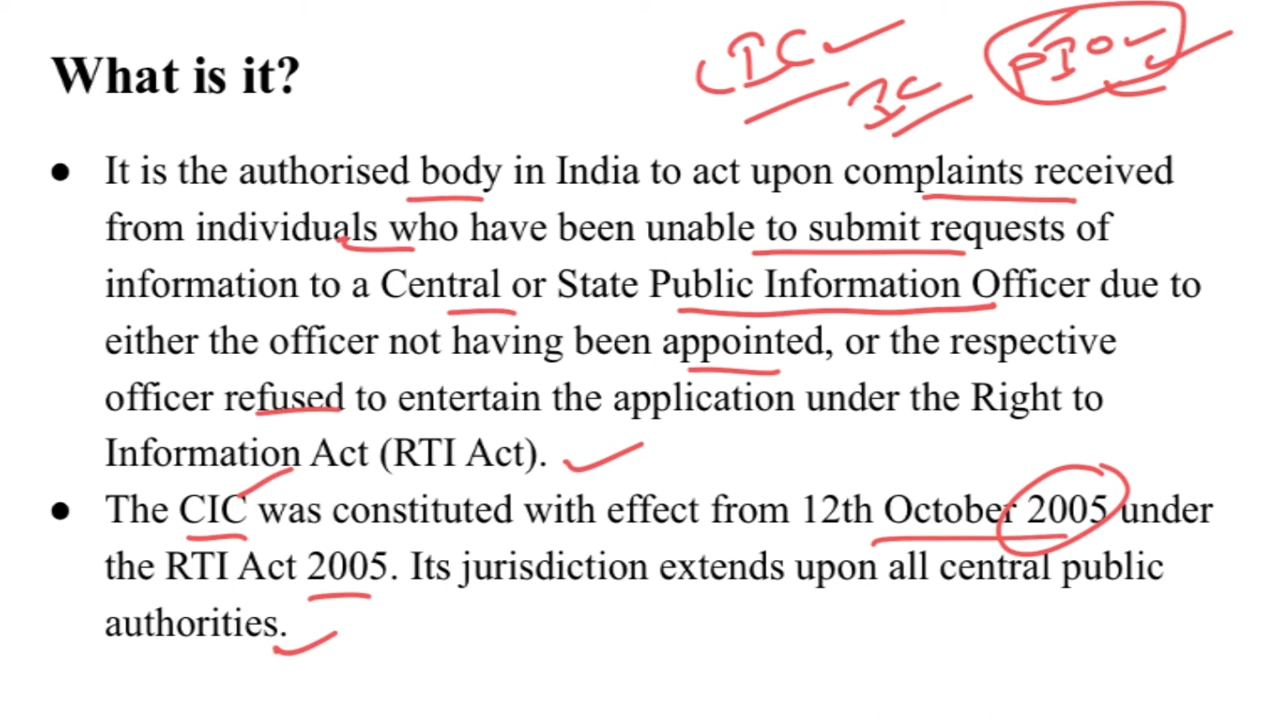 CIC
IC
PIO
What is it?
● It is the authorised body in India to act upon complaints received
from individuals who have been unable to submit requests of
information to a Central or State Public Information Officer due to
either the officer not having been appointed, or the respective
officer refused to entertain the application under the Right to
Information Act (RTI Act).
● The CIC was constituted with effect from 12th October 2005 under
the RTI Act 2005. Its jurisdiction extends upon all central public
authorities.